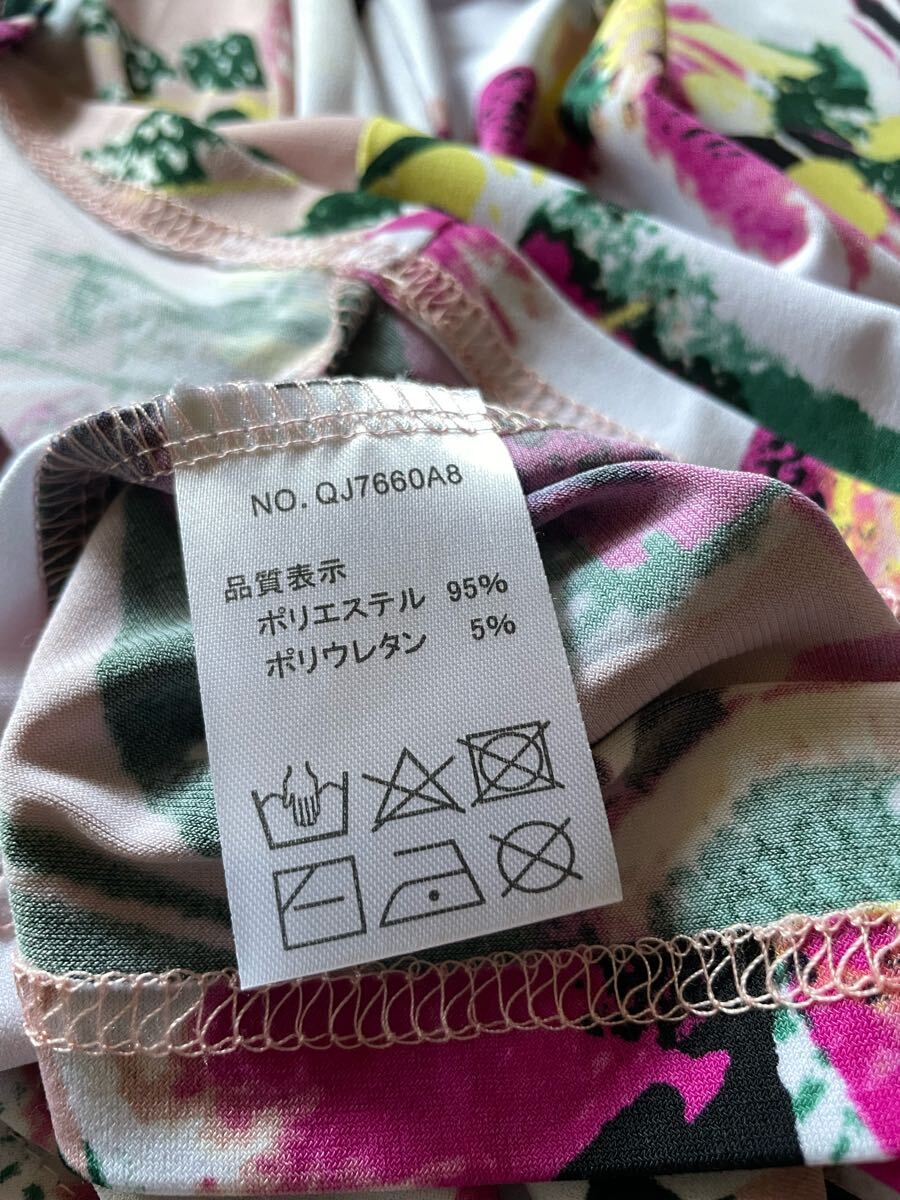 NO. QJ7660A8
品質表示
ポリエステル 95%
ポリウレタン 5%